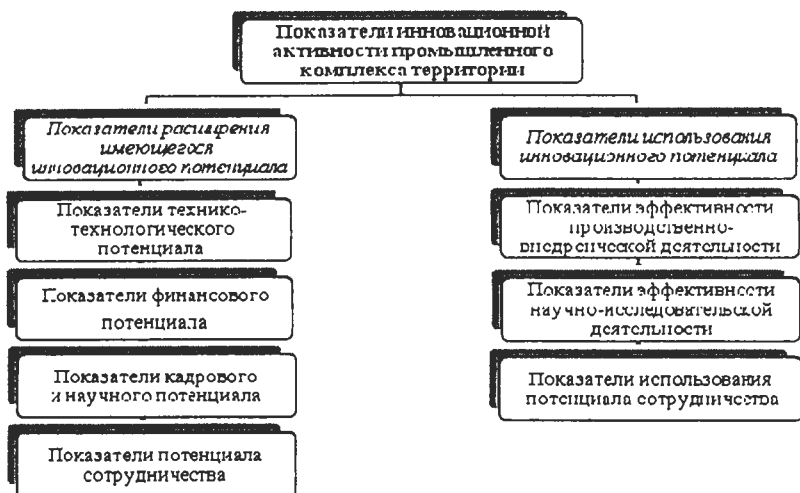 Показатели инновационной
активности промышленного
комплекса территории
Показатели расширения
имеющегося
инновационного потенциала
Показатели технико-
технологического
потенциала
Показатели финансового
потенциала
Показатели кадрового
и научного потенциала
Показатели потенциала
сотрудничества
Показатели использования
инновационного потенциала
Показатели эффективности
производственно-
внедренческой деятельности
Показатели эффективности
научно-исследовательской
деятельности
Показатели использования
потенциала сотрудничества